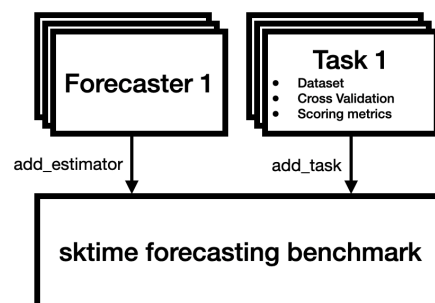 Forecaster 1
Task 1
• Dataset
• Cross Validation
• Scoring metrics
add_estimator
add_task
sktime forecasting benchmark